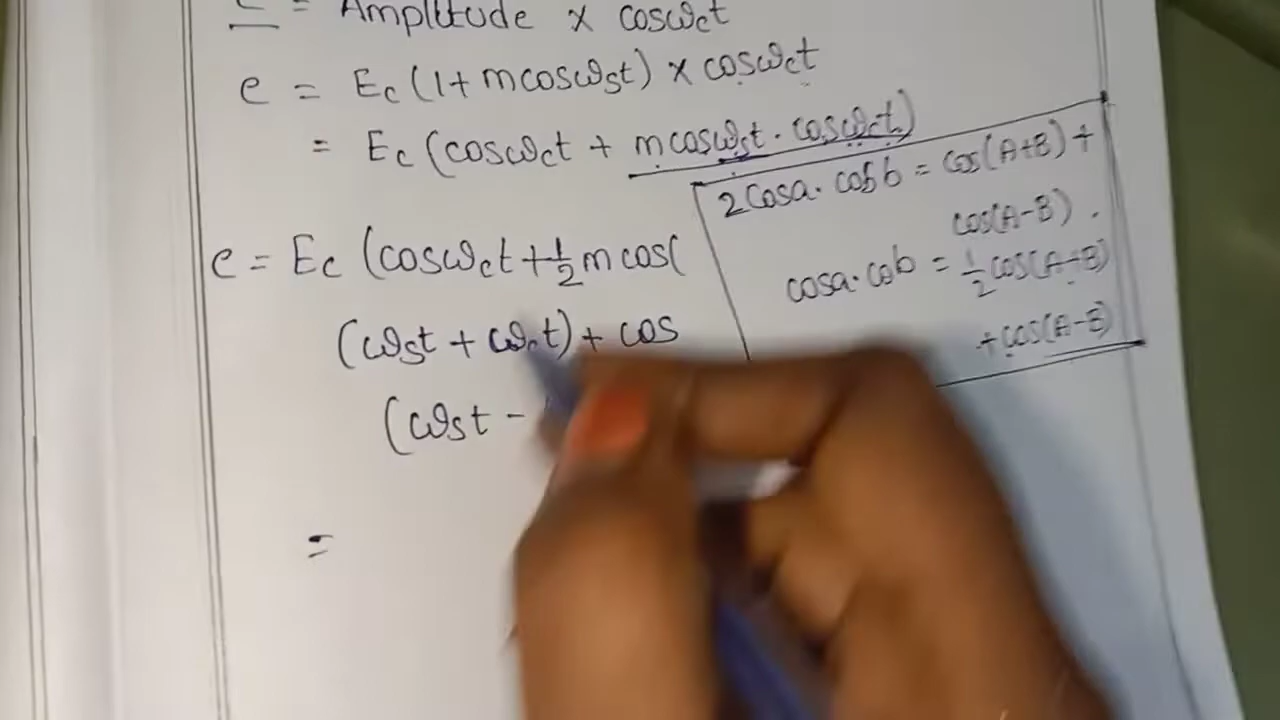 = Amplitude x cosωct
e = Ec (1 + mcosωst) x cosωct
= Ec (cosωct + mcosωst . cosωct)
2 cosa. cosb = cos(A+B) +
cos(A-B) .
cosa. cob = 1/2 cos(A+B)
+ cos(A-B)
e = Ec (cosωct + 1/2 m cos(
(ωst + ωct) + cos
(ωst -
=